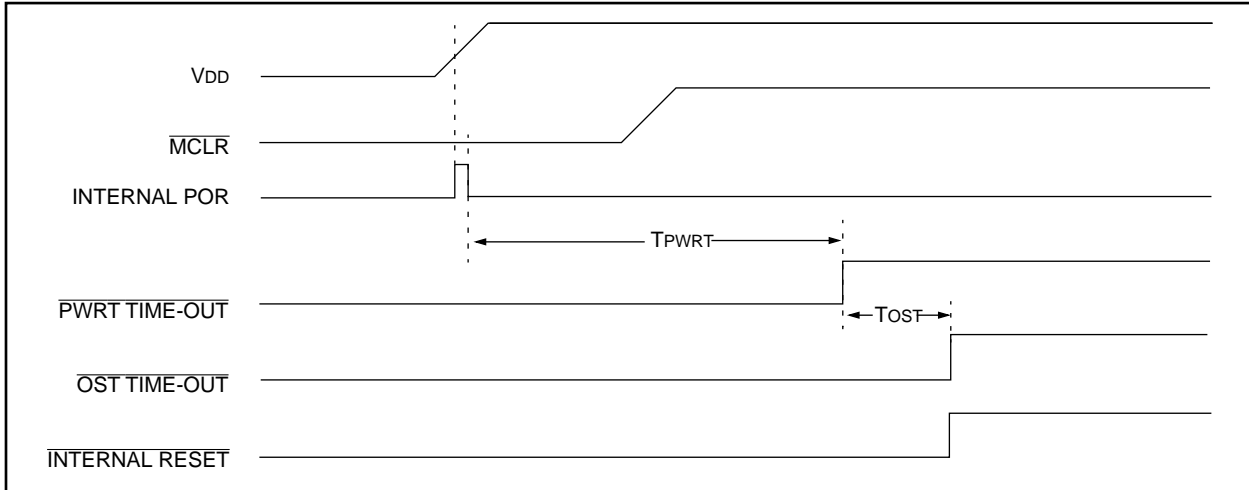 VDD
MCLR
INTERNAL POR
TPWRT
PWRT TIME-OUT
TOST
OST TIME-OUT
INTERNAL RESET